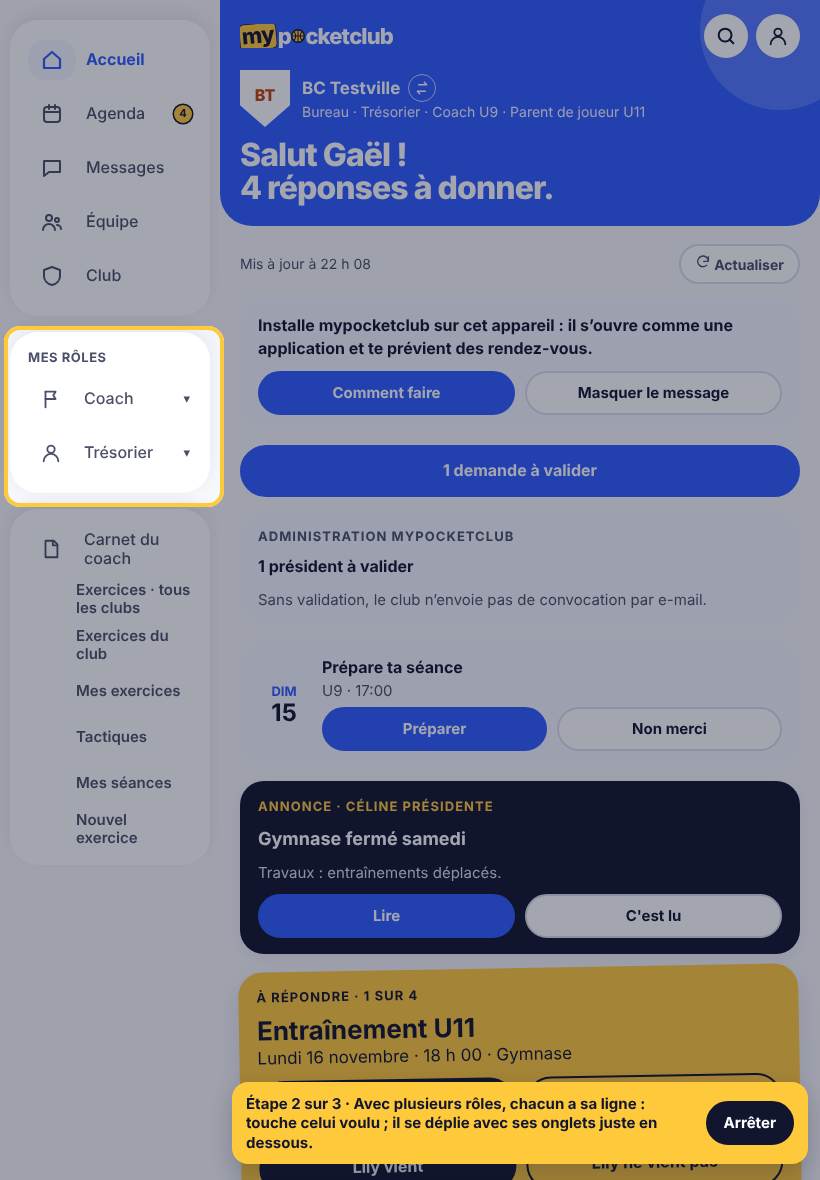 Accueil
Agenda
4
Messages
Équipe
Club
MES RÔLES
Coach
Trésorier
Carnet du
coach
Exercices · tous
les clubs
Exercices du
club
Mes exercices
Tactiques
Mes séances
Nouvel
exercice
mypocketclub
BT
BC Testville
Bureau · Trésorier · Coach U9 · Parent de joueur U11
Salut Gaël !
4 réponses à donner.
Mis à jour à 22 h 08
Actualiser
Installe mypocketclub sur cet appareil : il s’ouvre comme une
application et te prévient des rendez-vous.
Comment faire
Masquer le message
1 demande à valider
ADMINISTRATION MYPOCKETCLUB
1 président à valider
Sans validation, le club n’envoie pas de convocation par e-mail.
DIM
15
Prépare ta séance
U9 · 17:00
Préparer
Non merci
ANNONCE · CÉLINE PRÉSIDENTE
Gymnase fermé samedi
Travaux : entraînements déplacés.
Lire
C'est lu
À RÉPONDRE · 1 SUR 4
Entraînement U11
Lundi 16 novembre · 18 h 00 · Gymnase
Étape 2 sur 3 · Avec plusieurs rôles, chacun a sa ligne :
touche celui voulu ; il se déplie avec ses onglets juste en
dessous.
Arrêter
Lily vient
Lily ne vient pas